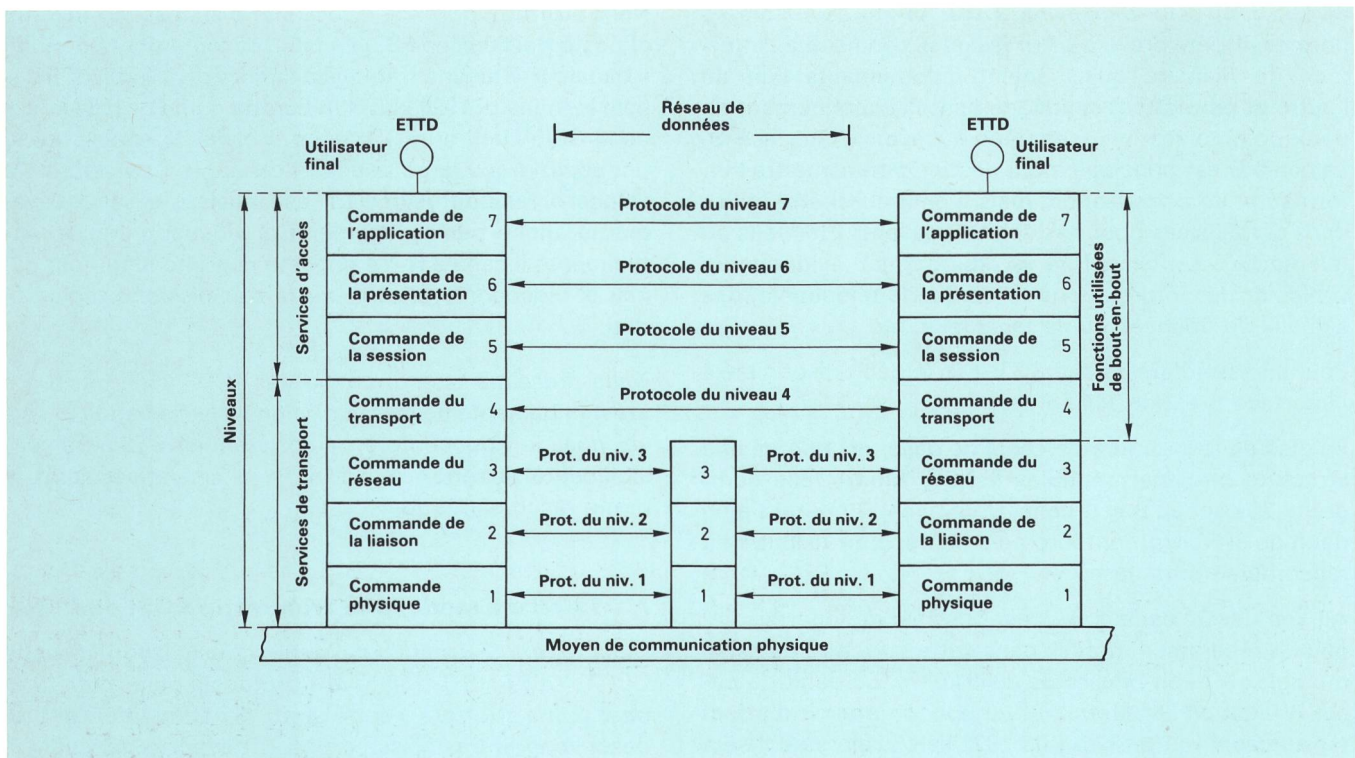 Réseau de
données
ETTD
ETTD
Utilisateur
final
Utilisateur
final
Niveaux
Services d'accès
Services de transport
Commande de
l'application 7
Protocole du niveau 7
Commande de
l'application 7
Commande de
la présentation 6
Protocole du niveau 6
Commande de
la présentation 6
Commande de
la session 5
Protocole du niveau 5
Commande de
la session 5
Commande du
transport 4
Protocole du niveau 4
Commande du
transport 4
Fonctions utilisées
de bout-en-bout
Commande du
réseau 3
Prot. du niv. 3
3
Prot. du niv. 3
Commande du
réseau 3
Commande de
la liaison 2
Prot. du niv. 2
2
Prot. du niv. 2
Commande de
la liaison 2
Commande
physique 1
Prot. du niv. 1
1
Prot. du niv. 1
Commande
physique 1
Moyen de communication physique